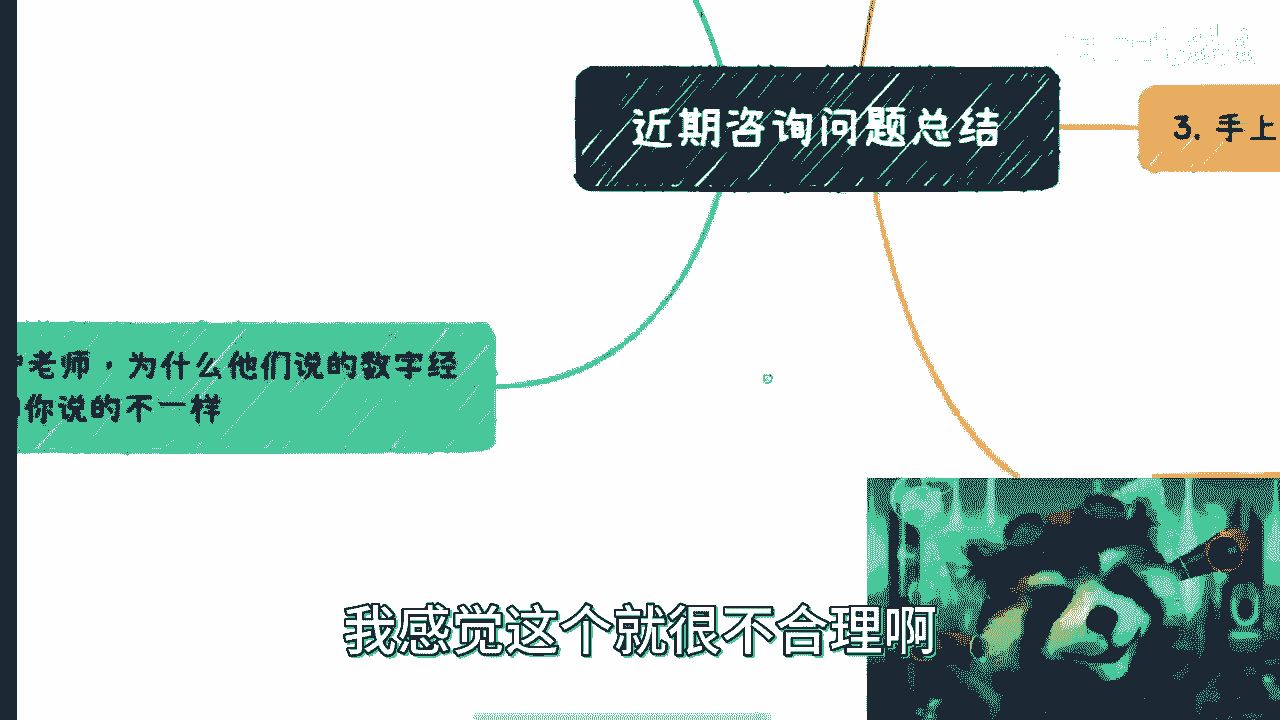 近期咨询问题总结
3. 手上
老师，为什么他们说的数字经
你说的不一样
我感觉这个就很不合理啊